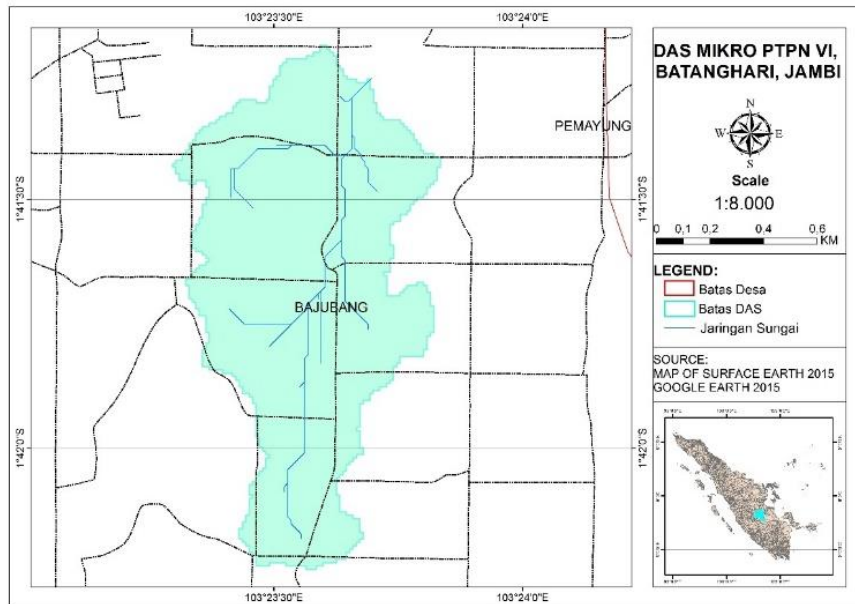 103°23'30"E
103°24'0"E
1°41'30"S
1°42'0"S
PEMAYUNG
BAJUBANG
1°41'30"S
1°42'0"S
103°23'30"E
103°24'0"E
DAS MIKRO PTPN VI,
BATANGHARI, JAMBI
N
W E
S
Scale
1:8.000
0 0,1 0,2 0,4 0,6
KM
LEGEND:
Batas Desa
Batas DAS
Jaringan Sungai
SOURCE:
MAP OF SURFACE EARTH 2015
GOOGLE EARTH 2015